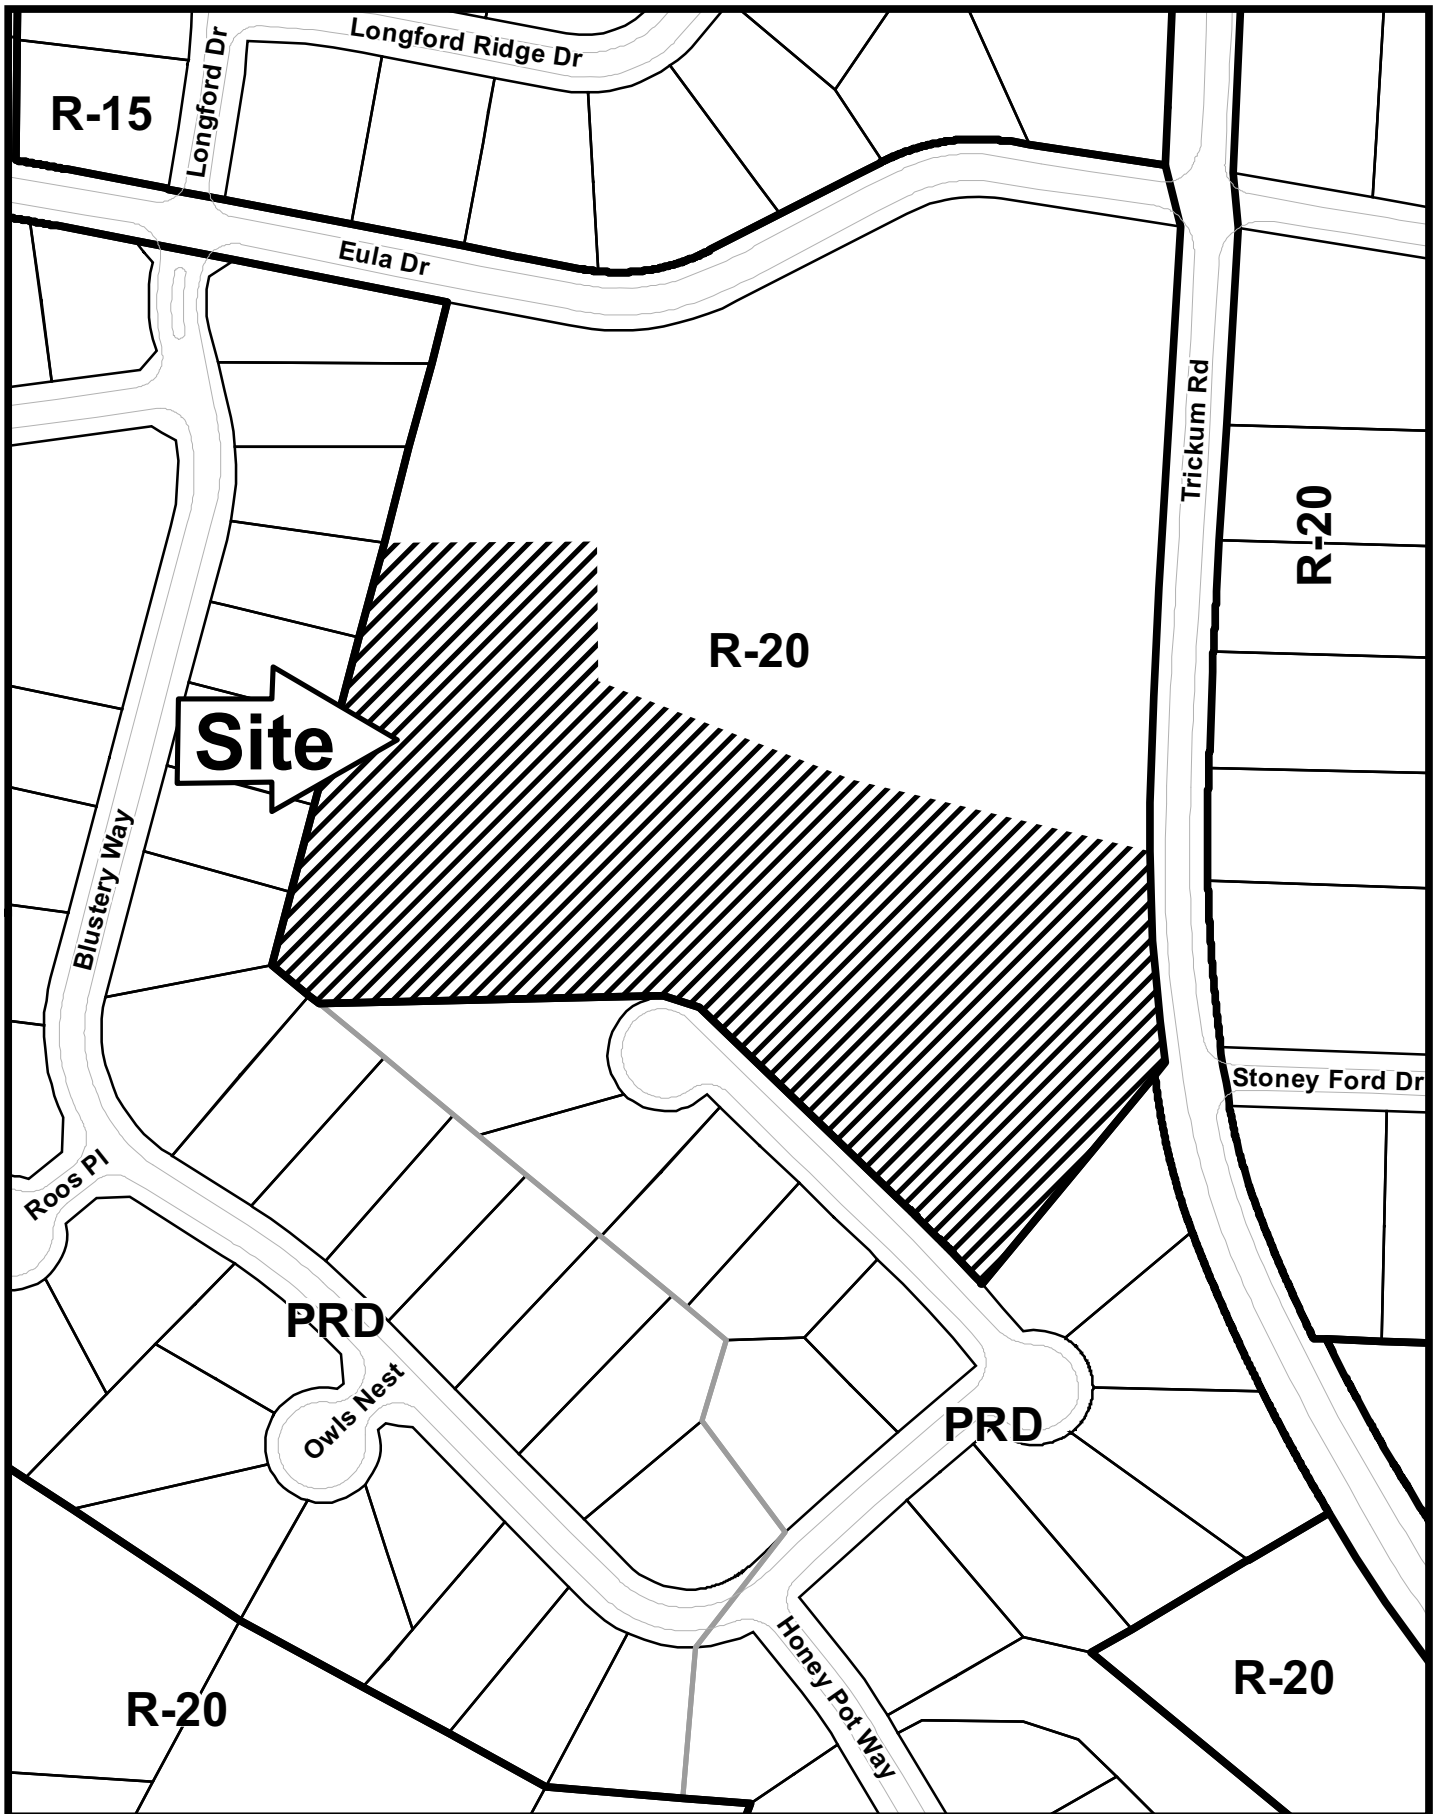 Longford Ridge Dr
Longford Dr
R-15
Eula Dr
Trickum Rd
R-20
R-20
Site
Blustery Way
Stoney Ford Dr
Roos Pl
PRD
Owls Nest
PRD
Honey Pot Way
R-20
R-20